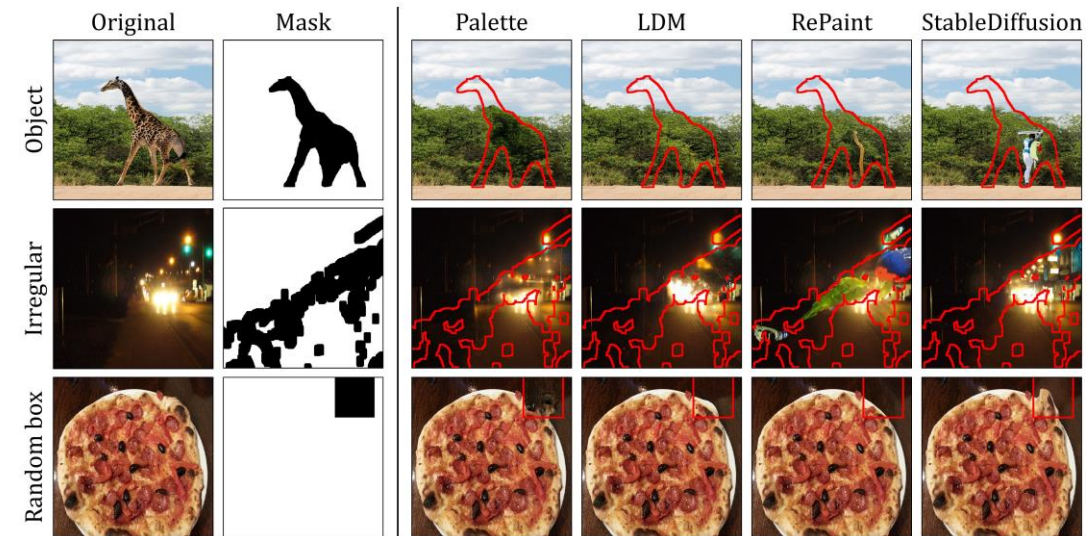 Original Mask Palette LDM RePaint StableDiffusion
Object
Irregular
Random box